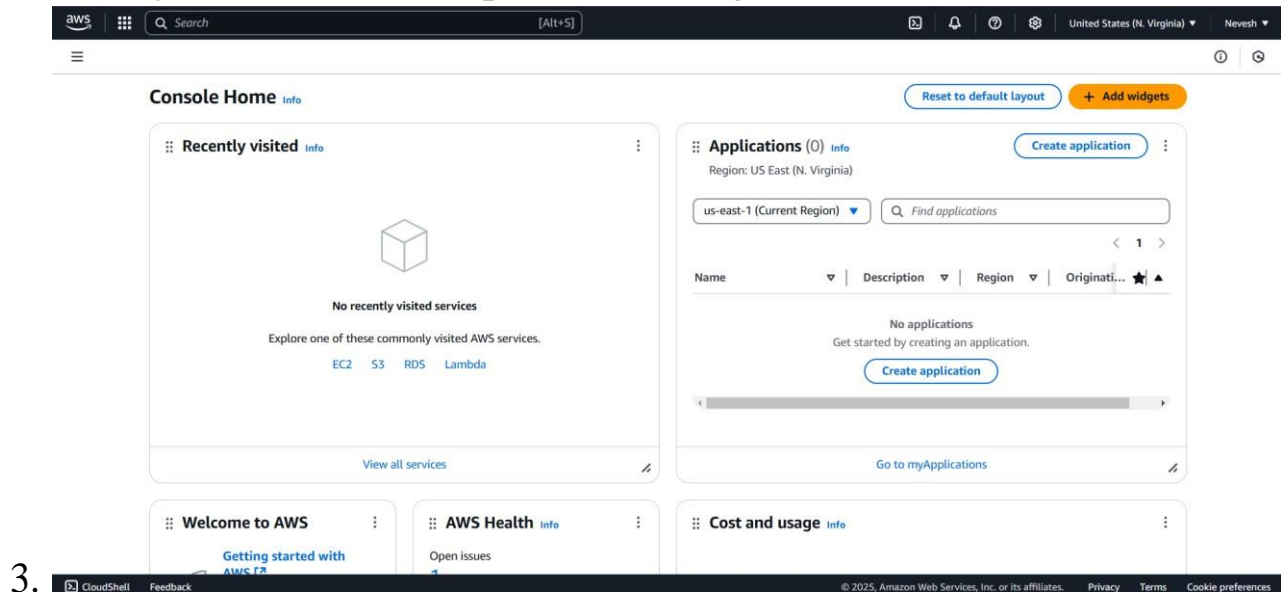 aws Search [Alt+S] United States (N. Virginia) Nevesh
Console Home Info Reset to default layout + Add widgets
Recently visited Info
No recently visited services
Explore one of these commonly visited AWS services.
EC2 S3 RDS Lambda
View all services
Applications (0) Info Create application
Region: US East (N. Virginia)
us-east-1 (Current Region) Find applications
< 1 >
Name Description Region Originati...
No applications
Get started by creating an application.
Create application
Go to myApplications
Welcome to AWS
Getting started with
AWS
AWS Health Info
Open issues
Cost and usage Info
3. CloudShell Feedback © 2025, Amazon Web Services, Inc. or its affiliates. Privacy Terms Cookie preferences